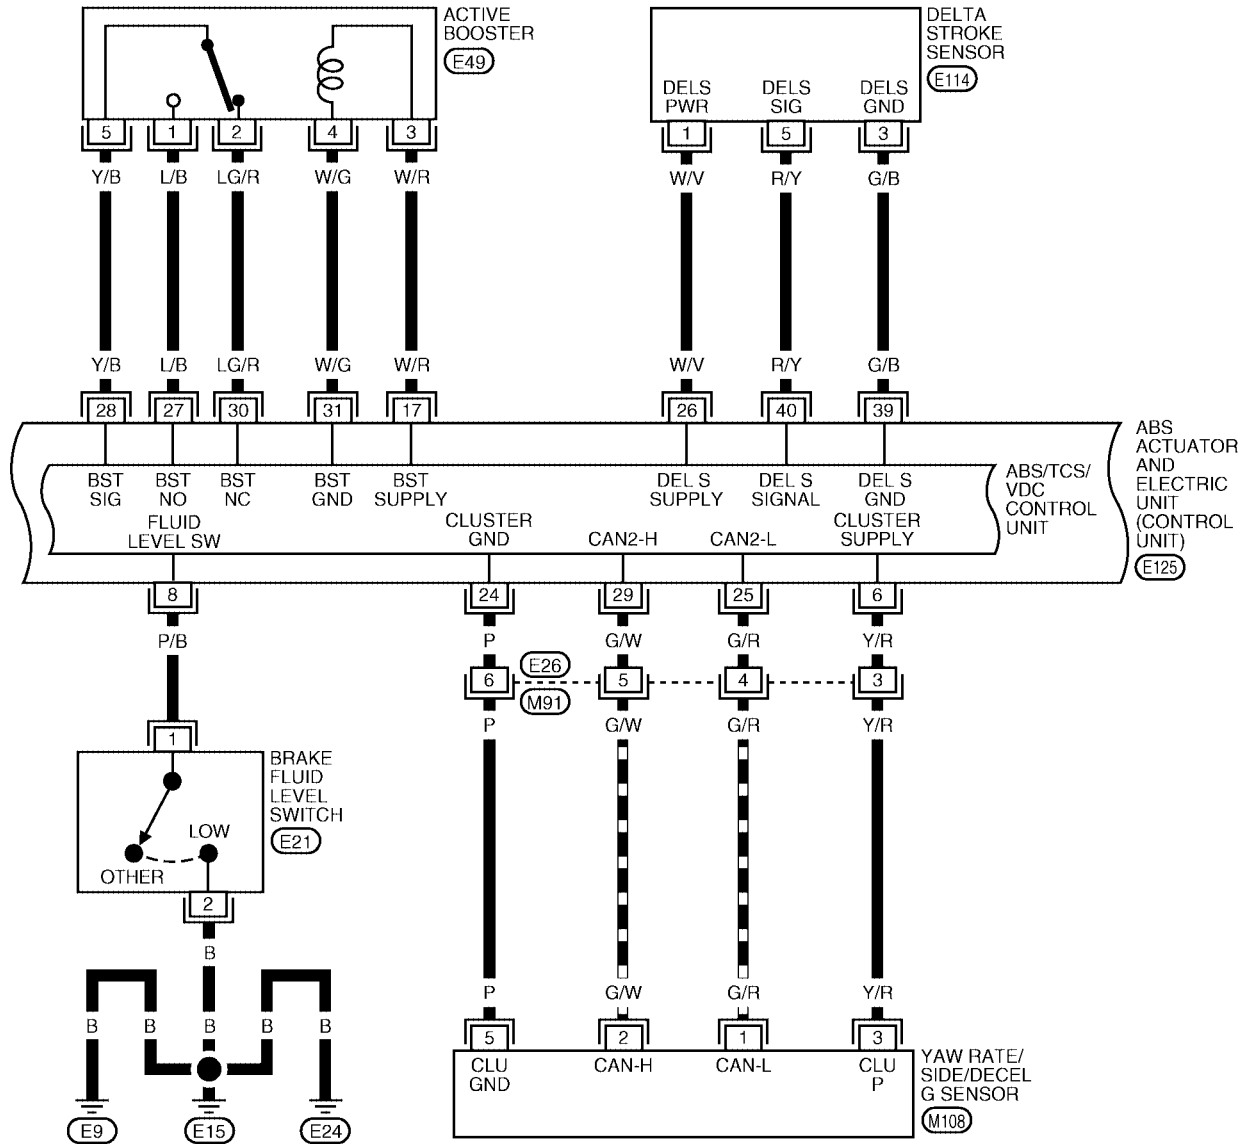 ACTIVE
BOOSTER
E49
DELTA
STROKE
SENSOR
E114
DELS
PWR
DELS
SIG
DELS
GND
5 1 2 4 3 1 5 3
Y/B L/B LG/R W/G W/R W/V R/Y G/B
Y/B L/B LG/R W/G W/R W/V R/Y G/B
28 27 30 31 17 26 40 39
BST
SIG
BST
NO
BST
NC
BST
GND
BST
SUPPLY
DEL S
SUPPLY
DEL S
SIGNAL
DEL S
GND
ABS/TCS/
VDC
CONTROL
UNIT
ABS
ACTUATOR
AND
ELECTRIC
UNIT
(CONTROL
UNIT)
E125
FLUID
LEVEL SW
CLUSTER
GND
CAN2-H
CAN2-L
CLUSTER
SUPPLY
8 24 29 25 6
P/B P G/W G/R Y/R
E26
6 5 4 3
M91
P G/W G/R Y/R
1
BRAKE
FLUID
LEVEL
SWITCH
E21
LOW
OTHER
2
B
P G/W G/R Y/R
B B B B B
5 2 1 3
CLU
GND
CAN-H
CAN-L
CLU
P
YAW RATE/
SIDE/DECEL
G SENSOR
M108
E9 E15 E24